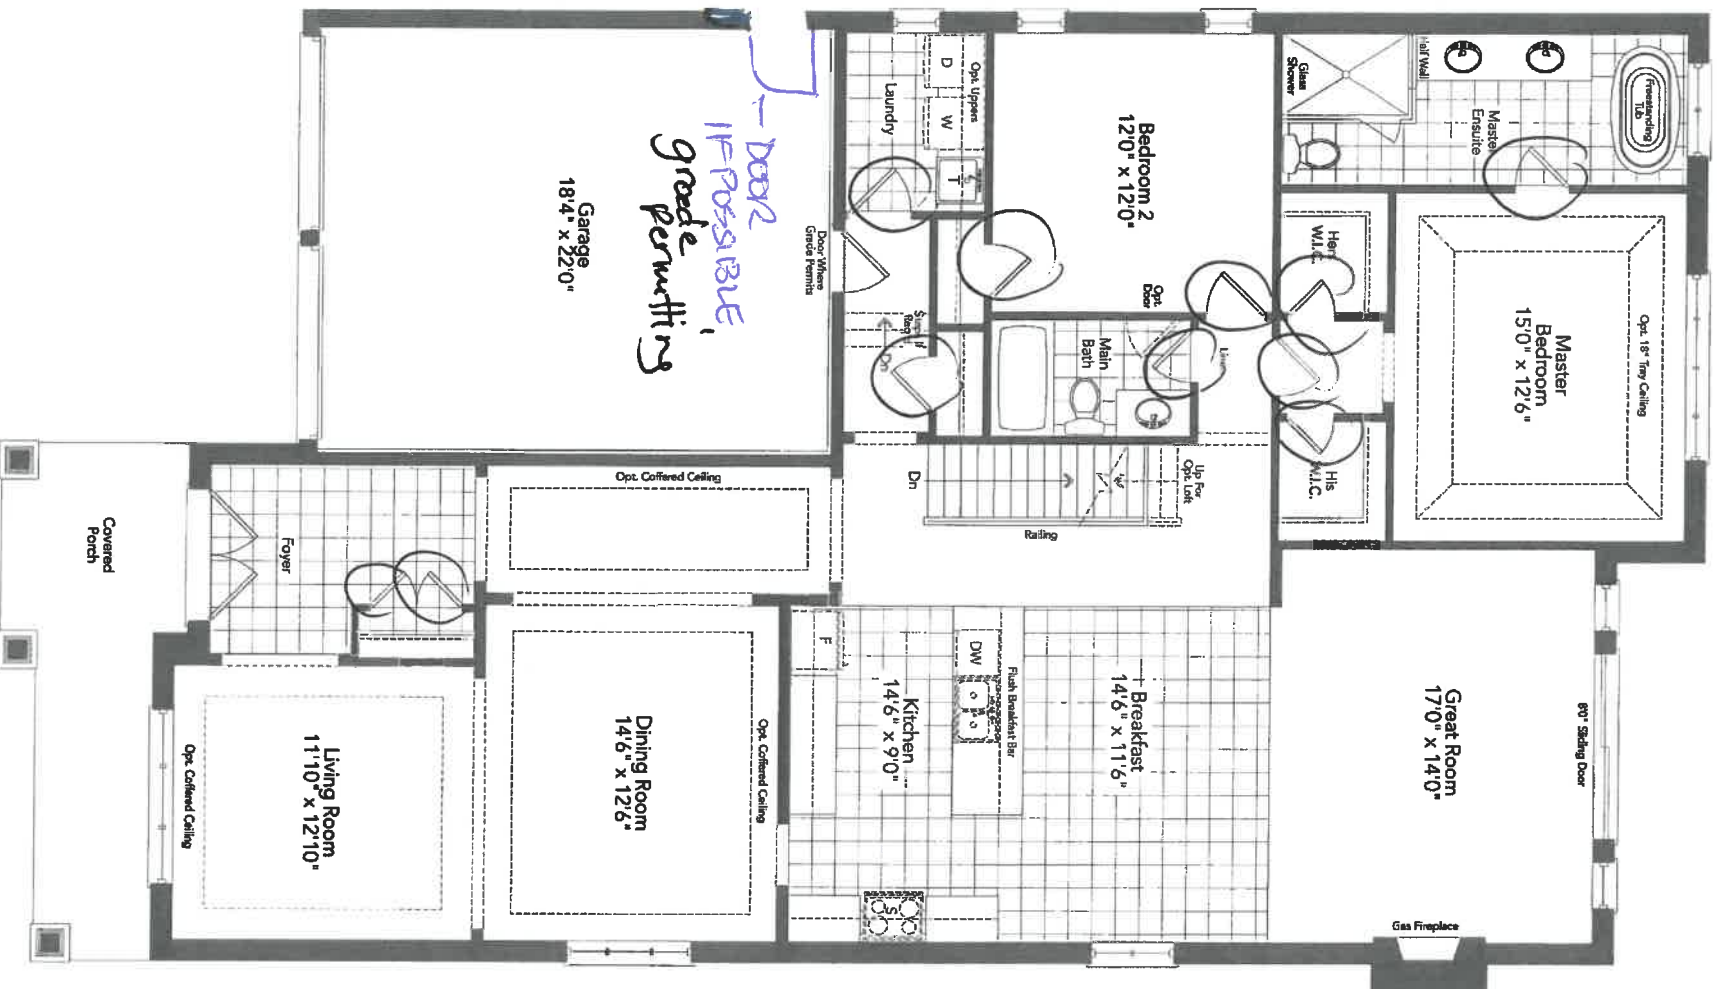 Freestanding
Tub
Half Wall
Glass
Shower
Master
Ensuite
Opt. 18" Tray Ceiling
Master
Bedroom
15'0" x 12'6"
Her
W.I.C.
His
W.I.C.
Bedroom 2
12'0" x 12'0"
Opt.
Door
Main
Bath
Opt. Uppers
D
W
T
Laundry
Door Where
Grade Permits
Dn
Garage
18'4" x 22'0"
DOOR
IF POSSIBLE
grade
permitting
Up For
Opt. Loft
Dn
Railing
Opt. Coffered Ceiling
Foyer
Covered
Porch
8'0" Sliding Door
Great Room
17'0" x 14'0"
Gas Fireplace
Breakfast
14'6" x 11'6"
Flush Breakfast Bar
DW
Kitchen
14'6" x 9'0"
F
S
Opt. Coffered Ceiling
Dining Room
14'6" x 12'6"
Living Room
11'10" x 12'10"
Opt. Coffered Ceiling